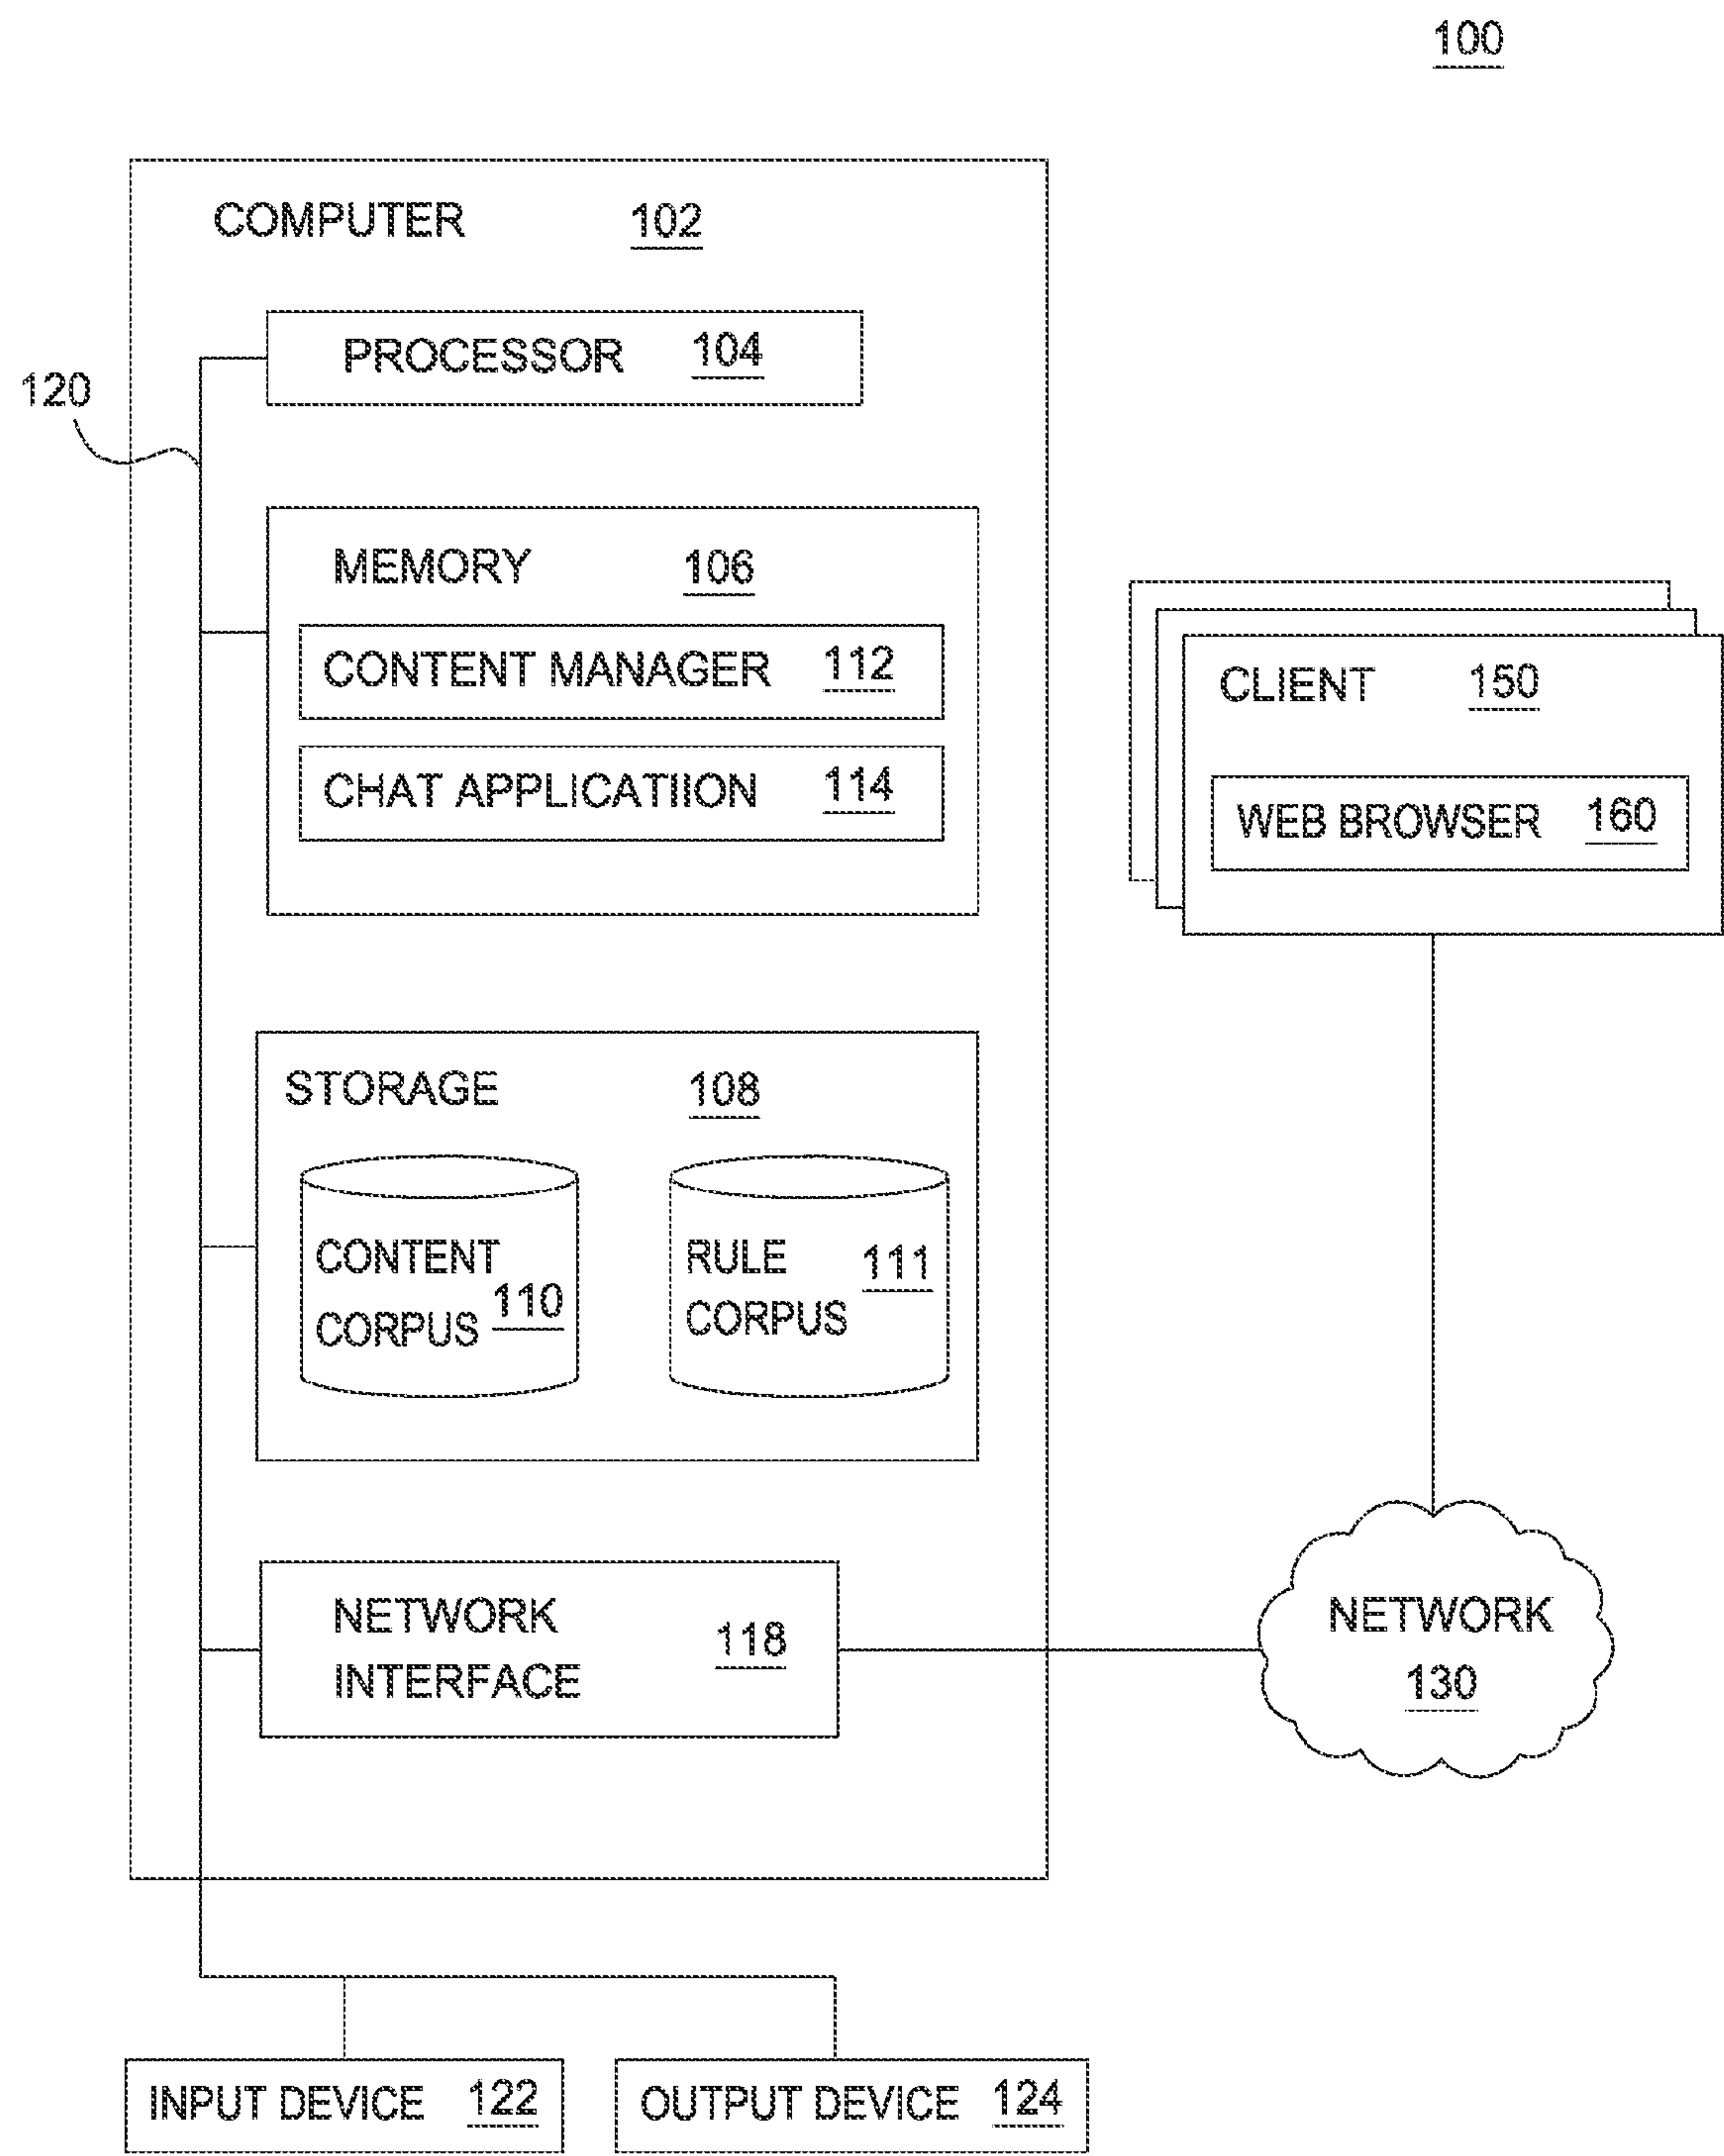 100
COMPUTER 102
PROCESSOR 104
120
MEMORY 106
CONTENT MANAGER 112
CHAT APPLICATIION 114
CLIENT 150
WEB BROWSER 160
STORAGE 108
CONTENT
CORPUS 110
RULE 111
CORPUS
NETWORK
INTERFACE 118
NETWORK
130
INPUT DEVICE 122
OUTPUT DEVICE 124